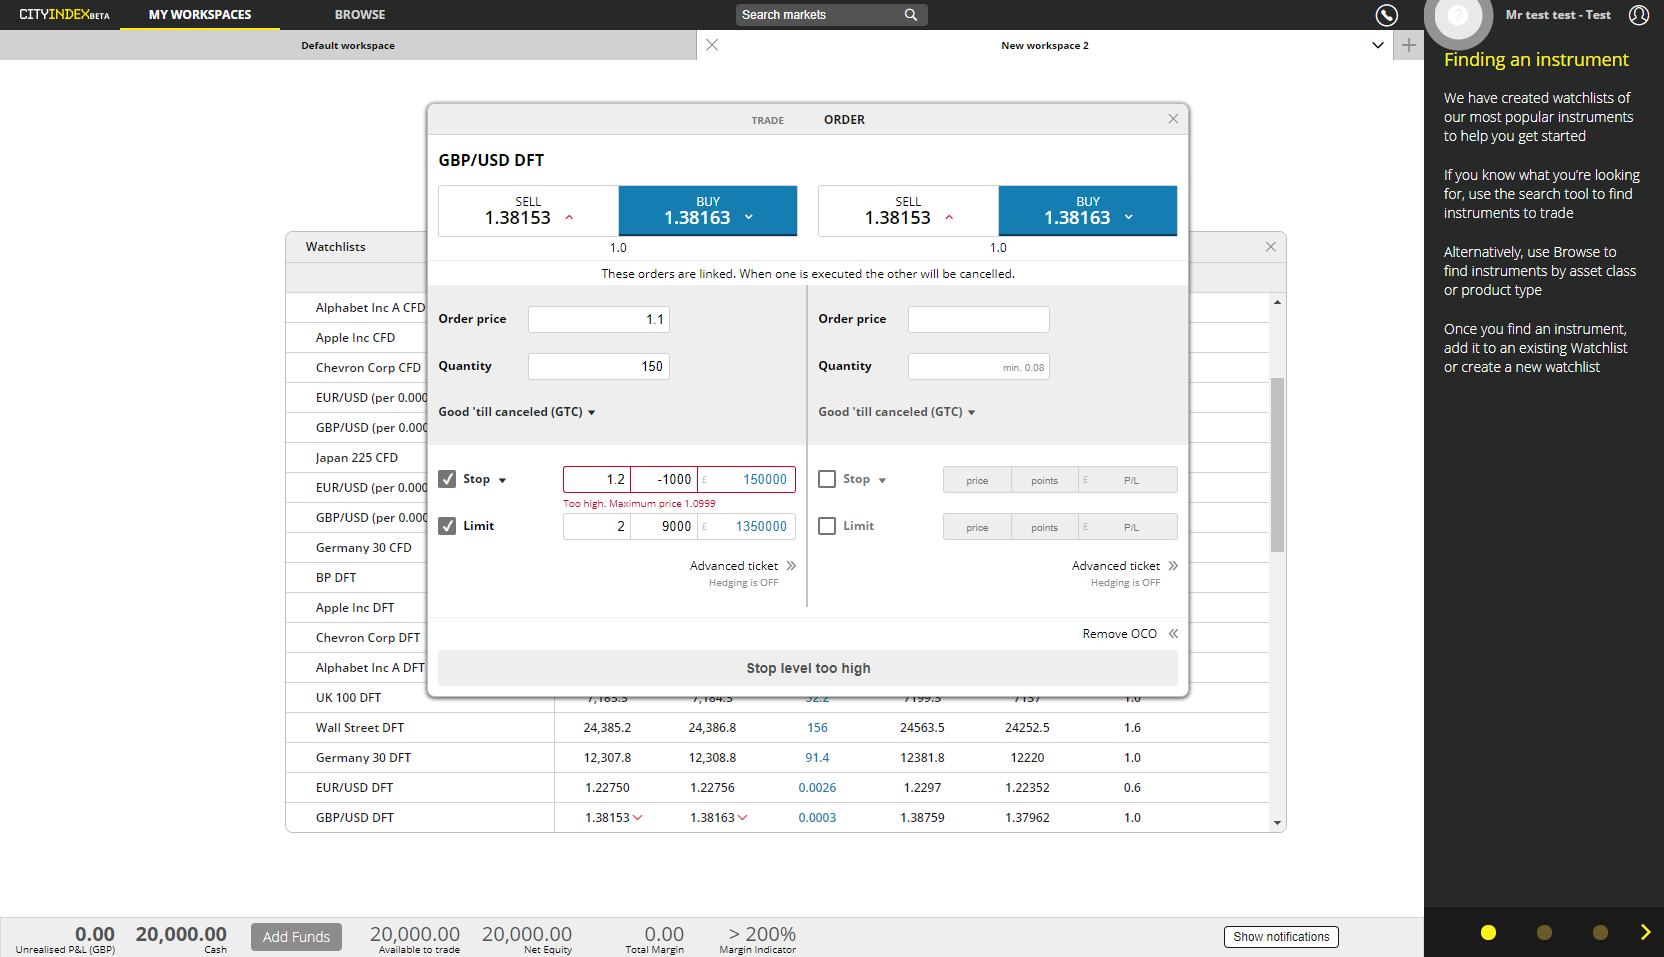 CITYINDEXBETA
MY WORKSPACES
BROWSE
Search markets
?
Mr test test - Test
Default workspace
New workspace 2
Finding an instrument
We have created watchlists of
our most popular instruments
to help you get started
If you know what you're looking
for, use the search tool to find
instruments to trade
Alternatively, use Browse to
find instruments by asset class
or product type
Once you find an instrument,
add it to an existing Watchlist
or create a new watchlist
TRADE
ORDER
GBP/USD DFT
SELL
1.38153
BUY
1.38163
1.0
SELL
1.38153
BUY
1.38163
1.0
These orders are linked. When one is executed the other will be cancelled.
Order price
1.1
Quantity
150
Good 'till canceled (GTC)
Order price
Quantity
min. 0.08
Good 'till canceled (GTC)
Stop
1.2 -1000 £ 150000
Too high. Maximum price 1.0999
Limit
2 9000 £ 1350000
Advanced ticket
Hedging is OFF
Stop
price points £ P/L
Limit
price points £ P/L
Advanced ticket
Hedging is OFF
Remove OCO
Stop level too high
Watchlists
Alphabet Inc A CFD
Apple Inc CFD
Chevron Corp CFD
EUR/USD (per 0.000
GBP/USD (per 0.000
Japan 225 CFD
EUR/USD (per 0.000
GBP/USD (per 0.000
Germany 30 CFD
BP DFT
Apple Inc DFT
Chevron Corp DFT
Alphabet Inc A DFT
UK 100 DFT 7,183.3 7,184.3 52.2 7199.3 7137 1.0
Wall Street DFT 24,385.2 24,386.8 156 24563.5 24252.5 1.6
Germany 30 DFT 12,307.8 12,308.8 91.4 12381.8 12220 1.0
EUR/USD DFT 1.22750 1.22756 0.0026 1.2297 1.22352 0.6
GBP/USD DFT 1.38153 1.38163 0.0003 1.38759 1.37962 1.0
0.00
Unrealised P&L (GBP)
20,000.00
Cash
Add Funds
20,000.00
Available to trade
20,000.00
Net Equity
0.00
Total Margin
> 200%
Margin Indicator
Show notifications